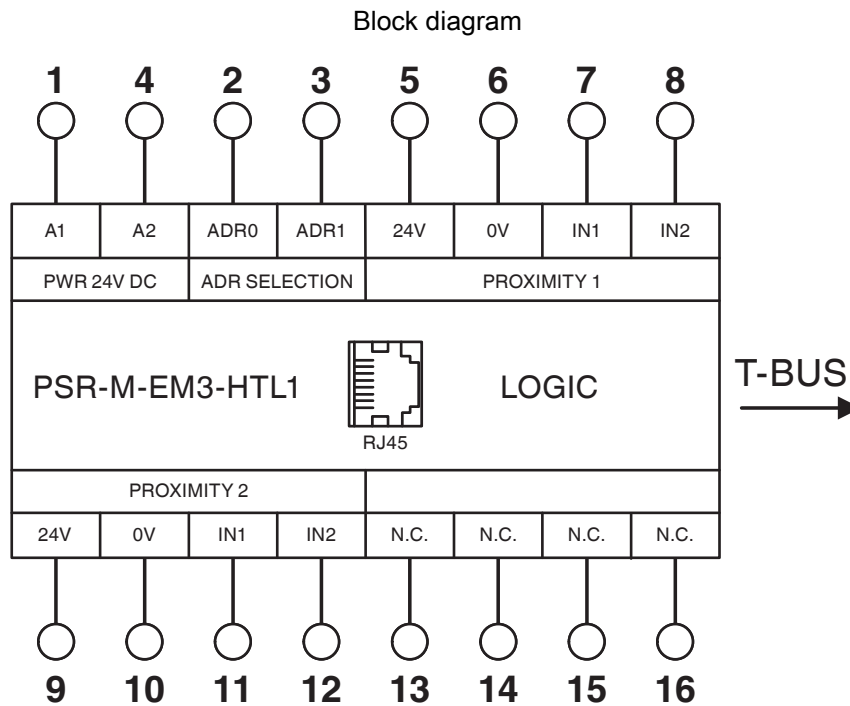 Block diagram
1 4 2 3 5 6 7 8
A1 A2 ADR0 ADR1 24V 0V IN1 IN2
PWR 24V DC ADR SELECTION PROXIMITY 1
PSR-M-EM3-HTL1 LOGIC
T-BUS
RJ45
PROXIMITY 2
24V 0V IN1 IN2 N.C. N.C. N.C. N.C.
9 10 11 12 13 14 15 16